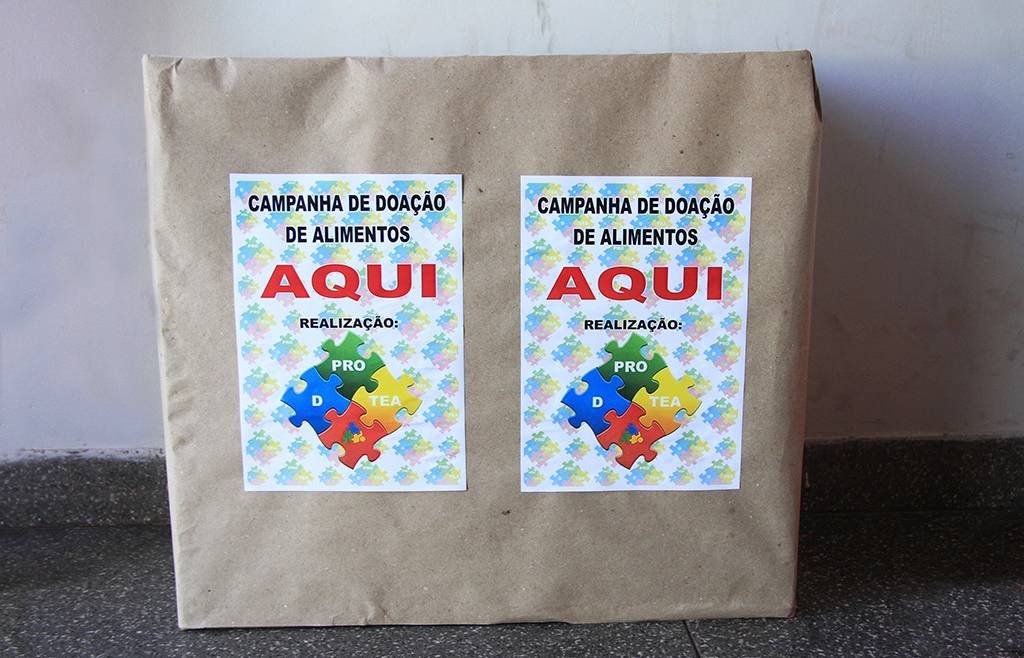 CAMPANHA DE DOAÇÃO
DE ALIMENTOS
AQUI
REALIZAÇÃO:
PRO
D TEA
CAMPANHA DE DOAÇÃO
DE ALIMENTOS
AQUI
REALIZAÇÃO:
PRO
D TEA